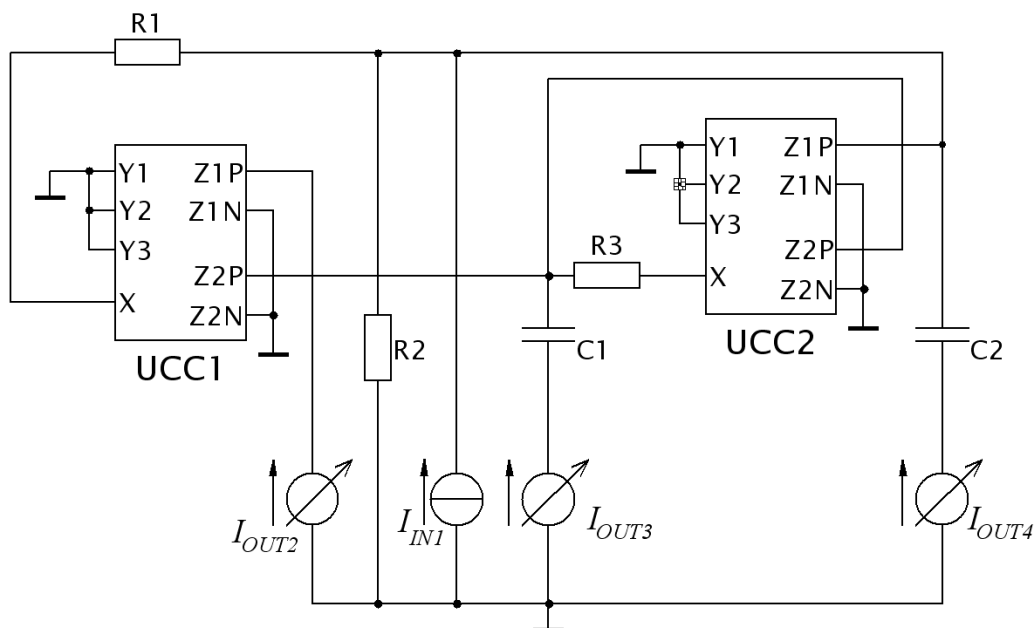 R1
Y1
Y2
Y3
X
Z1P
Z1N
Z2P
Z2N
UCC1
R2
R3
C1
Y1
Y2
Y3
X
Z1P
Z1N
Z2P
Z2N
UCC2
C2
I_OUT2
I_IN1
I_OUT3
I_OUT4